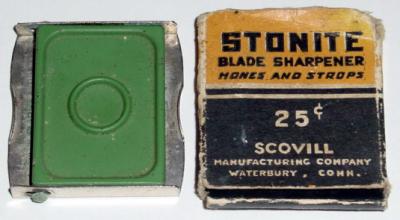 STONITE
BLADE SHARPENER
HONES AND STROPS
25¢
SCOVILL
MANUFACTURING COMPANY
WATERBURY, CONN.